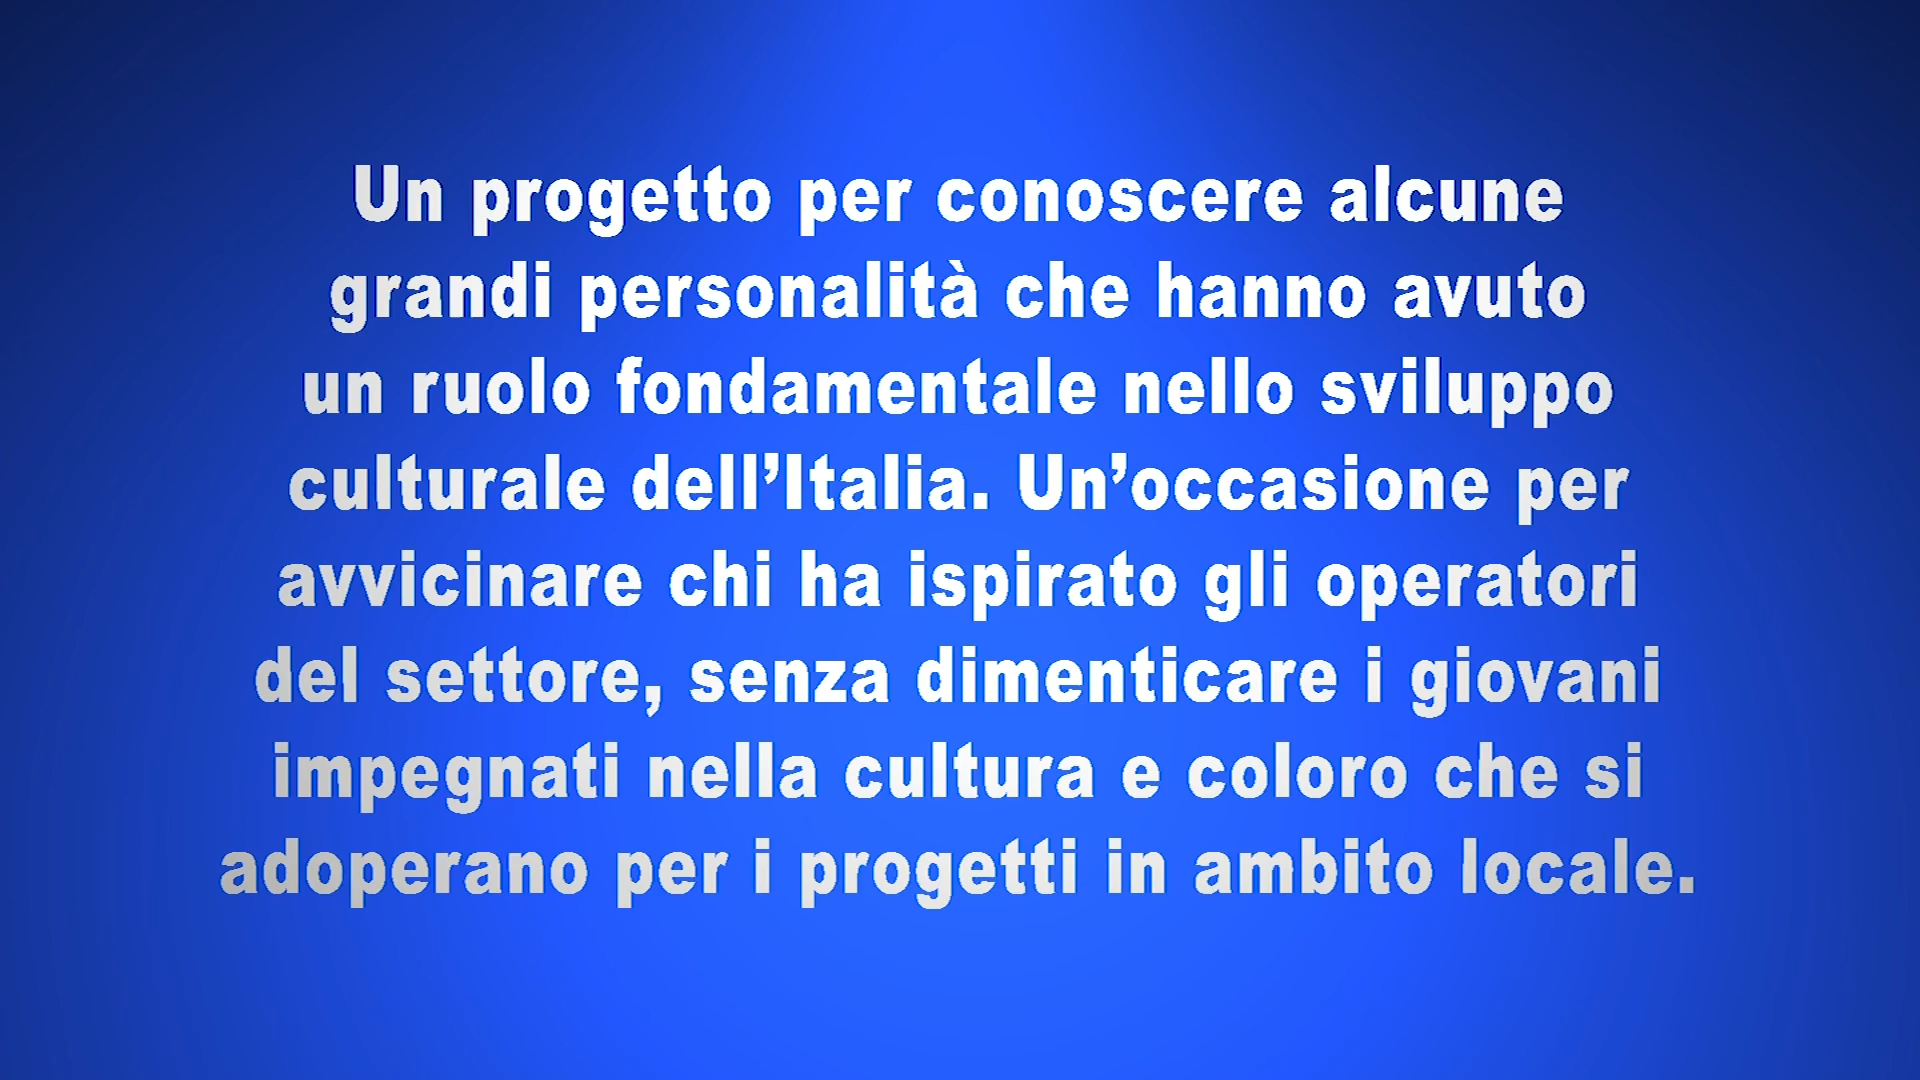 Un progetto per conoscere alcune
grandi personalità che hanno avuto
un ruolo fondamentale nello sviluppo
culturale dell’Italia. Un’occasione per
avvicinare chi ha ispirato gli operatori
del settore, senza dimenticare i giovani
impegnati nella cultura e coloro che si
adoperano per i progetti in ambito locale.